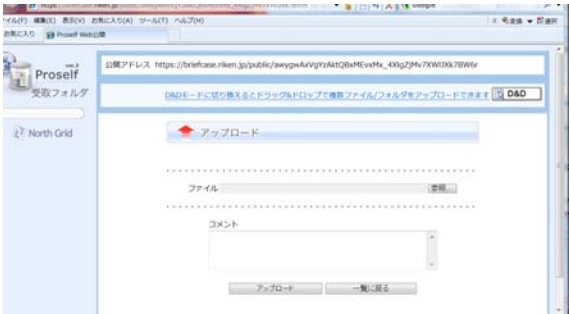 イル(F) 編集(E) 表示(V) お気に入り(A) ツール(T) ヘルプ(H)
x 変換 ▼ 選択
お気に入り Proself Web公開
Proself
受取フォルダ
North Grid
公開アドレス https://briefcase.riken.jp/public/
D&Dモードに切り換えるとドラッグ&ドロップで複数ファイル/フォルダをアップロードできます D&D
アップロード
ファイル 参照...
コメント
アップロード 一覧に戻る